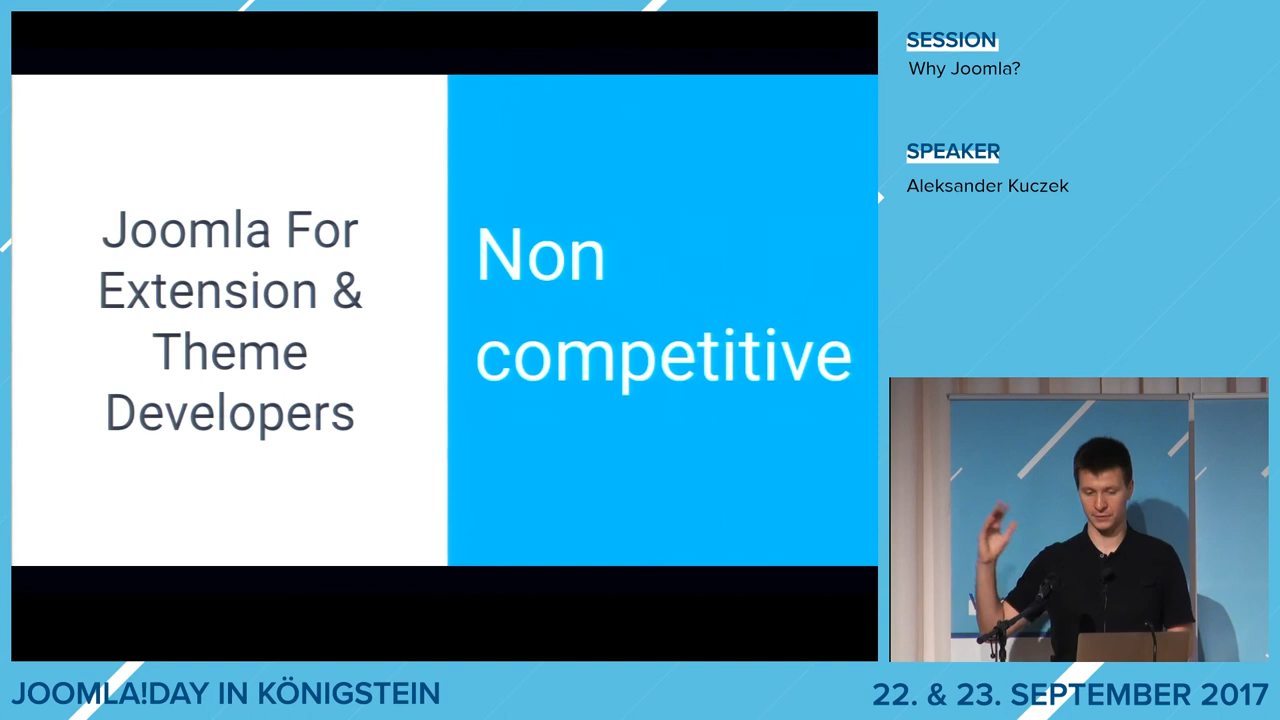 SESSION
Why Joomla?
SPEAKER
Aleksander Kuczek
Joomla For
Extension &
Theme
Developers
Non
competitive
JOOMLA!DAY IN KÖNIGSTEIN
22. & 23. SEPTEMBER 2017